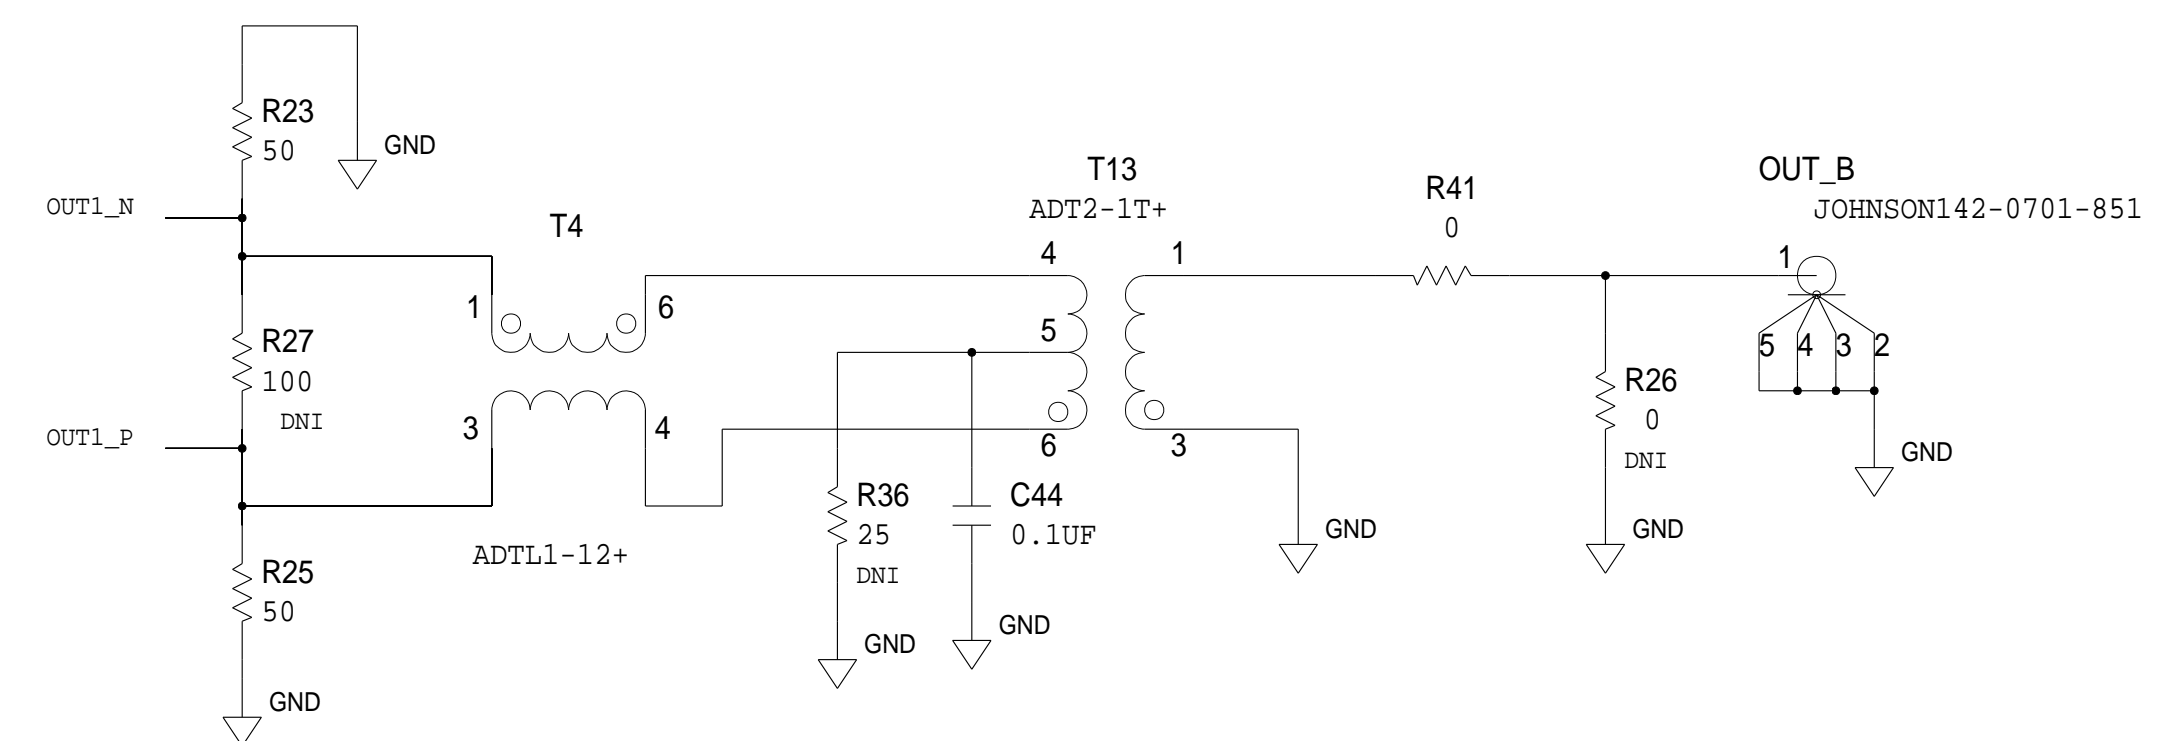 R23
50
GND
OUT1_N
T4
1
6
R27
100
DNI
OUT1_P
3
4
ADTL1-12+
R25
50
GND
T13
ADT2-1T+
4
1
5
6
3
R36
25
DNI
GND
C44
0.1UF
GND
GND
R41
0
R26
0
DNI
GND
OUT_B
JOHNSON142-0701-851
1
5
4
3
2
GND